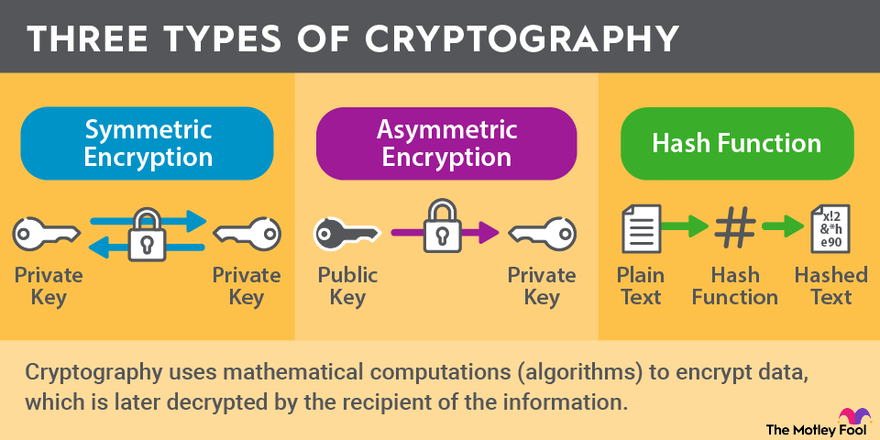 THREE TYPES OF CRYPTOGRAPHY
Symmetric
Encryption
Private
Key
Private
Key
Asymmetric
Encryption
Public
Key
Private
Key
Hash Function
x!2
&*h
e90
Plain
Text
Hash
Function
Hashed
Text
Cryptography uses mathematical computations (algorithms) to encrypt data,
which is later decrypted by the recipient of the information.
The Motley Fool